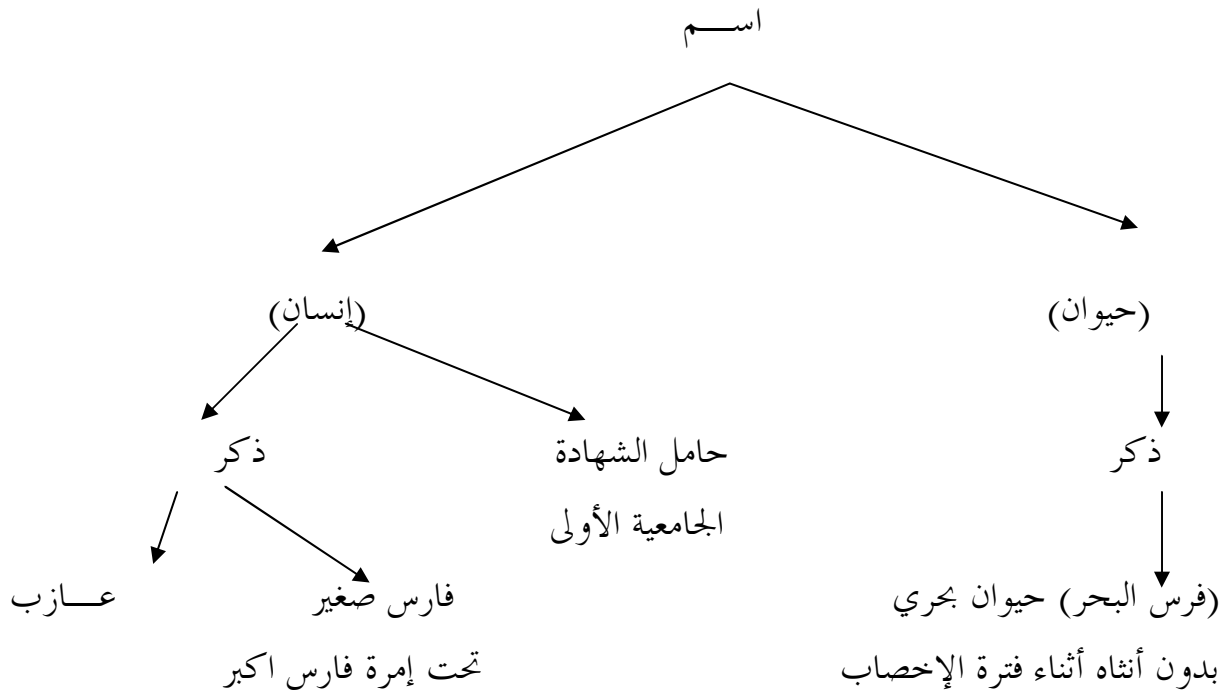 اســـم
(حيوان)
(إنسان)
ذكر
حامل الشهادة
الجامعية الأولى
ذكر
(فرس البحر) حيوان بحري
بدون أنثاه أثناء فترة الإخصاب
فارس صغير
تحت إمرة فارس اكبر
عـــازب